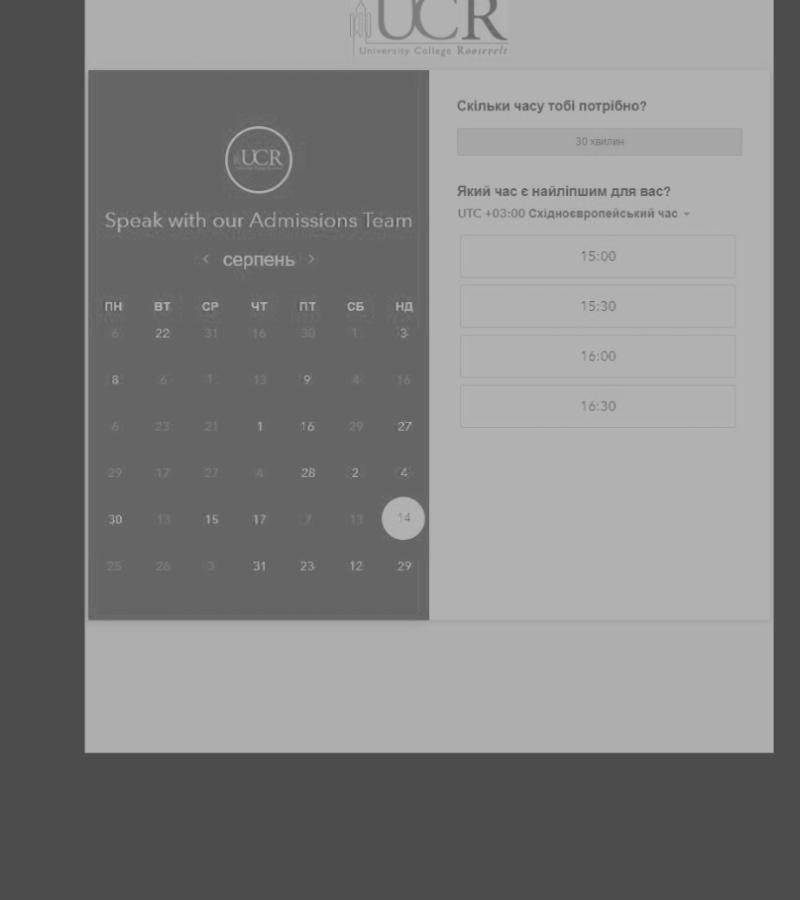 UCR
University College Roosevelt
UCR
Speak with our Admissions Team
< серпень >
ПН ВТ СР ЧТ ПТ СБ НД
6 22 31 16 30 1 3
8 6 1 13 9 4 16
6 23 21 1 16 29 27
29 17 27 4 28 2 4
30 13 15 17 7 13 14
25 26 3 31 23 12 29
Скільки часу тобі потрібно?
30 хвилин
Який час є найліпшим для вас?
UTC +03:00 Східноєвропейський час
15:00
15:30
16:00
16:30